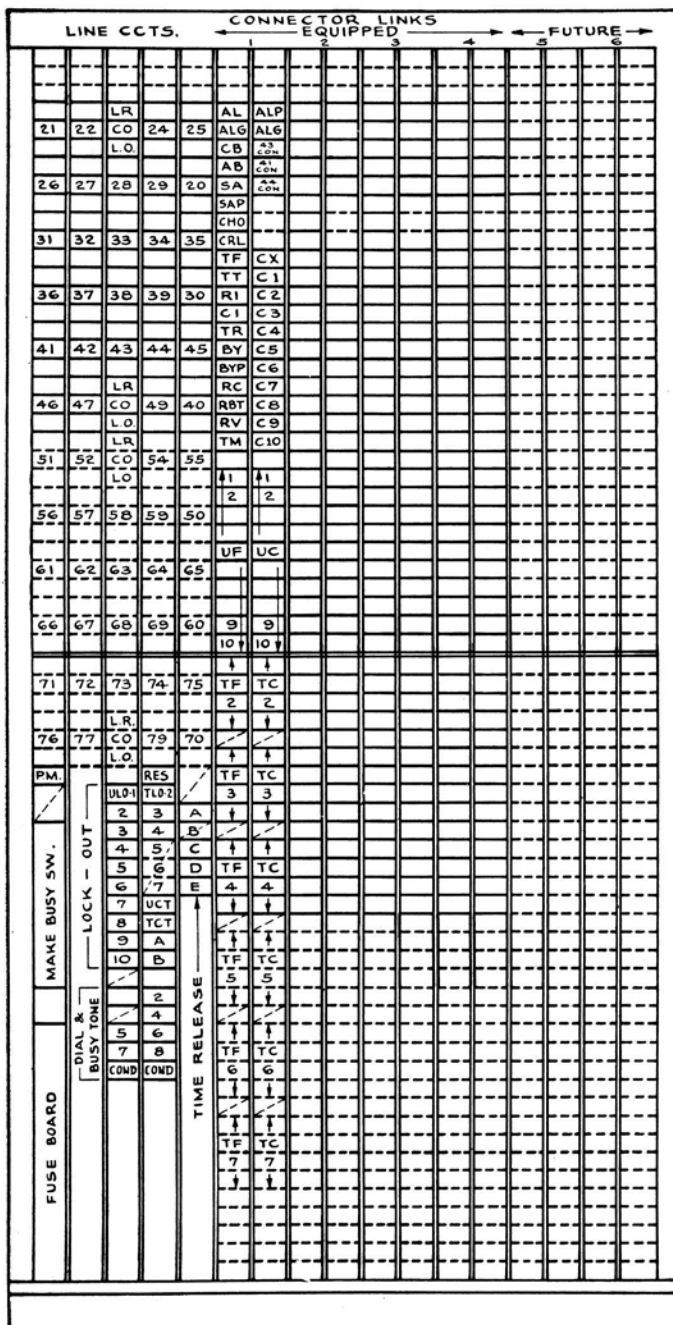 CONNECTOR LINKS
LINE CCTS. EQUIPPED FUTURE
1 2 3 4 5 6
LR AL ALP
21 22 CO 24 25 ALG ALG
L.O. CB 43 CON
AB 41 CON
26 27 28 29 20 SA 44 CON
SAP
CHO
31 32 33 34 35 CRL
TF CX
TT C1
36 37 38 39 30 RI C2
C1 C3
TR C4
41 42 43 44 45 BY C5
BYP C6
LR RC C7
46 47 CO 49 40 RBT C8
L.O. RV C9
LR TM C10
51 52 CO 54 55
LO 1 1
2 2
56 57 58 59 50
UF UC
61 62 63 64 65
66 67 68 69 60 9 9
10 10
71 72 73 74 75 TF TC
2 2
L.R.
76 77 CO 79 70
L.O.
PM. RES TF TC
ULO-1 TLO-2 3 3
2 3 A
3 4 B
4 5 C
5 6 D TF TC
6 7 E 4 4
7 UCT
8 TCT
9 A
10 B TF TC
5 5
2
4
5 6
7 8 TF TC
COND COND 6 6
TF TC
7 7
MAKE BUSY SW.
FUSE BOARD
LOCK-OUT
DIAL &
BUSY TONE
TIME RELEASE